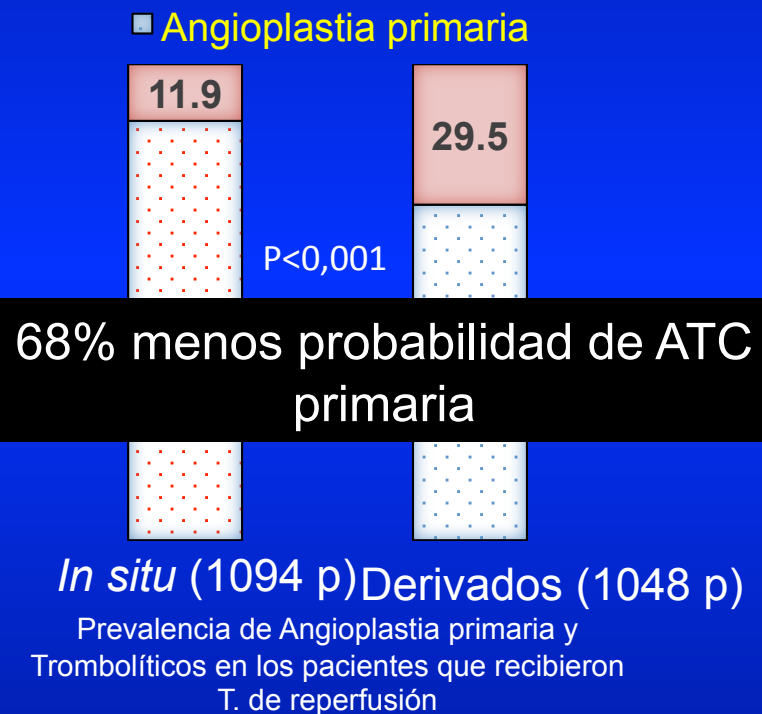 Angioplastia primaria
11.9
29.5
P<0,001
68% menos probabilidad de ATC
primaria
In situ (1094 p)
Derivados (1048 p)
Prevalencia de Angioplastia primaria y
Trombolíticos en los pacientes que recibieron
T. de reperfusión